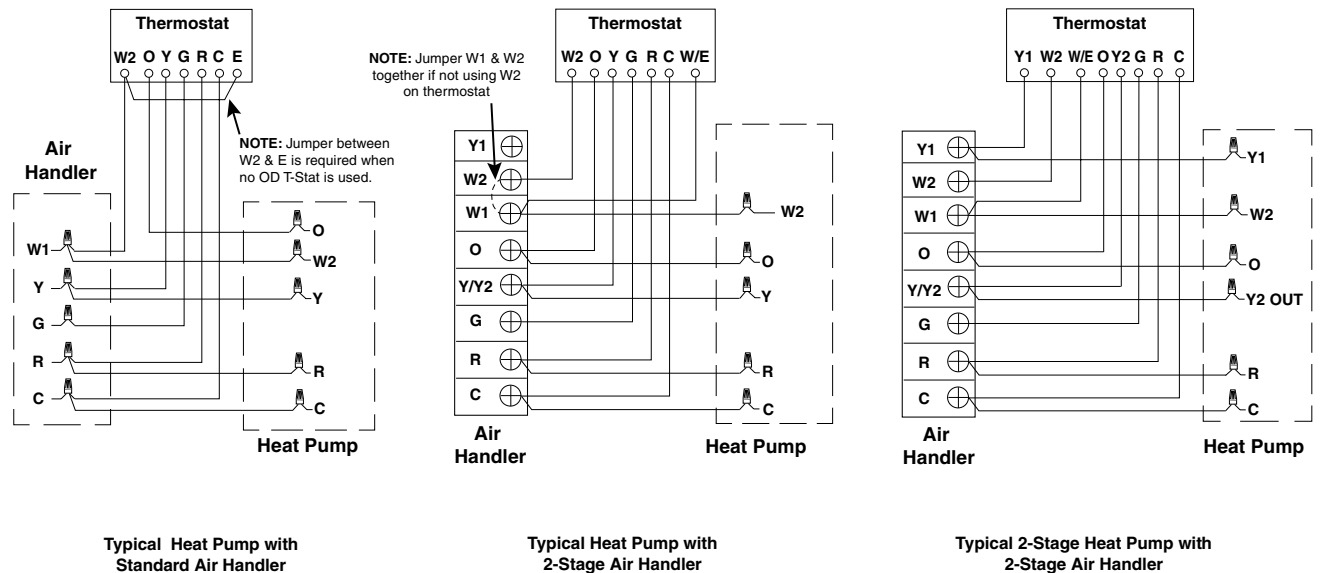 Thermostat
W2 O Y G R C E
NOTE: Jumper between
W2 & E is required when
no OD T-Stat is used.
Air
Handler
W1
Y
G
R
C
O
W2
Y
R
C
Heat Pump
Typical Heat Pump with
Standard Air Handler
Thermostat
W2 O Y G R C W/E
NOTE: Jumper W1 & W2
together if not using W2
on thermostat
Y1
W2
W1
O
Y/Y2
G
R
C
Air
Handler
W2
O
Y
R
C
Heat Pump
Typical Heat Pump with
2-Stage Air Handler
Thermostat
Y1 W2 W/E O Y2 G R C
Y1
W2
W1
O
Y/Y2
G
R
C
Air
Handler
Y1
W2
O
Y2 OUT
R
C
Heat Pump
Typical 2-Stage Heat Pump with
2-Stage Air Handler